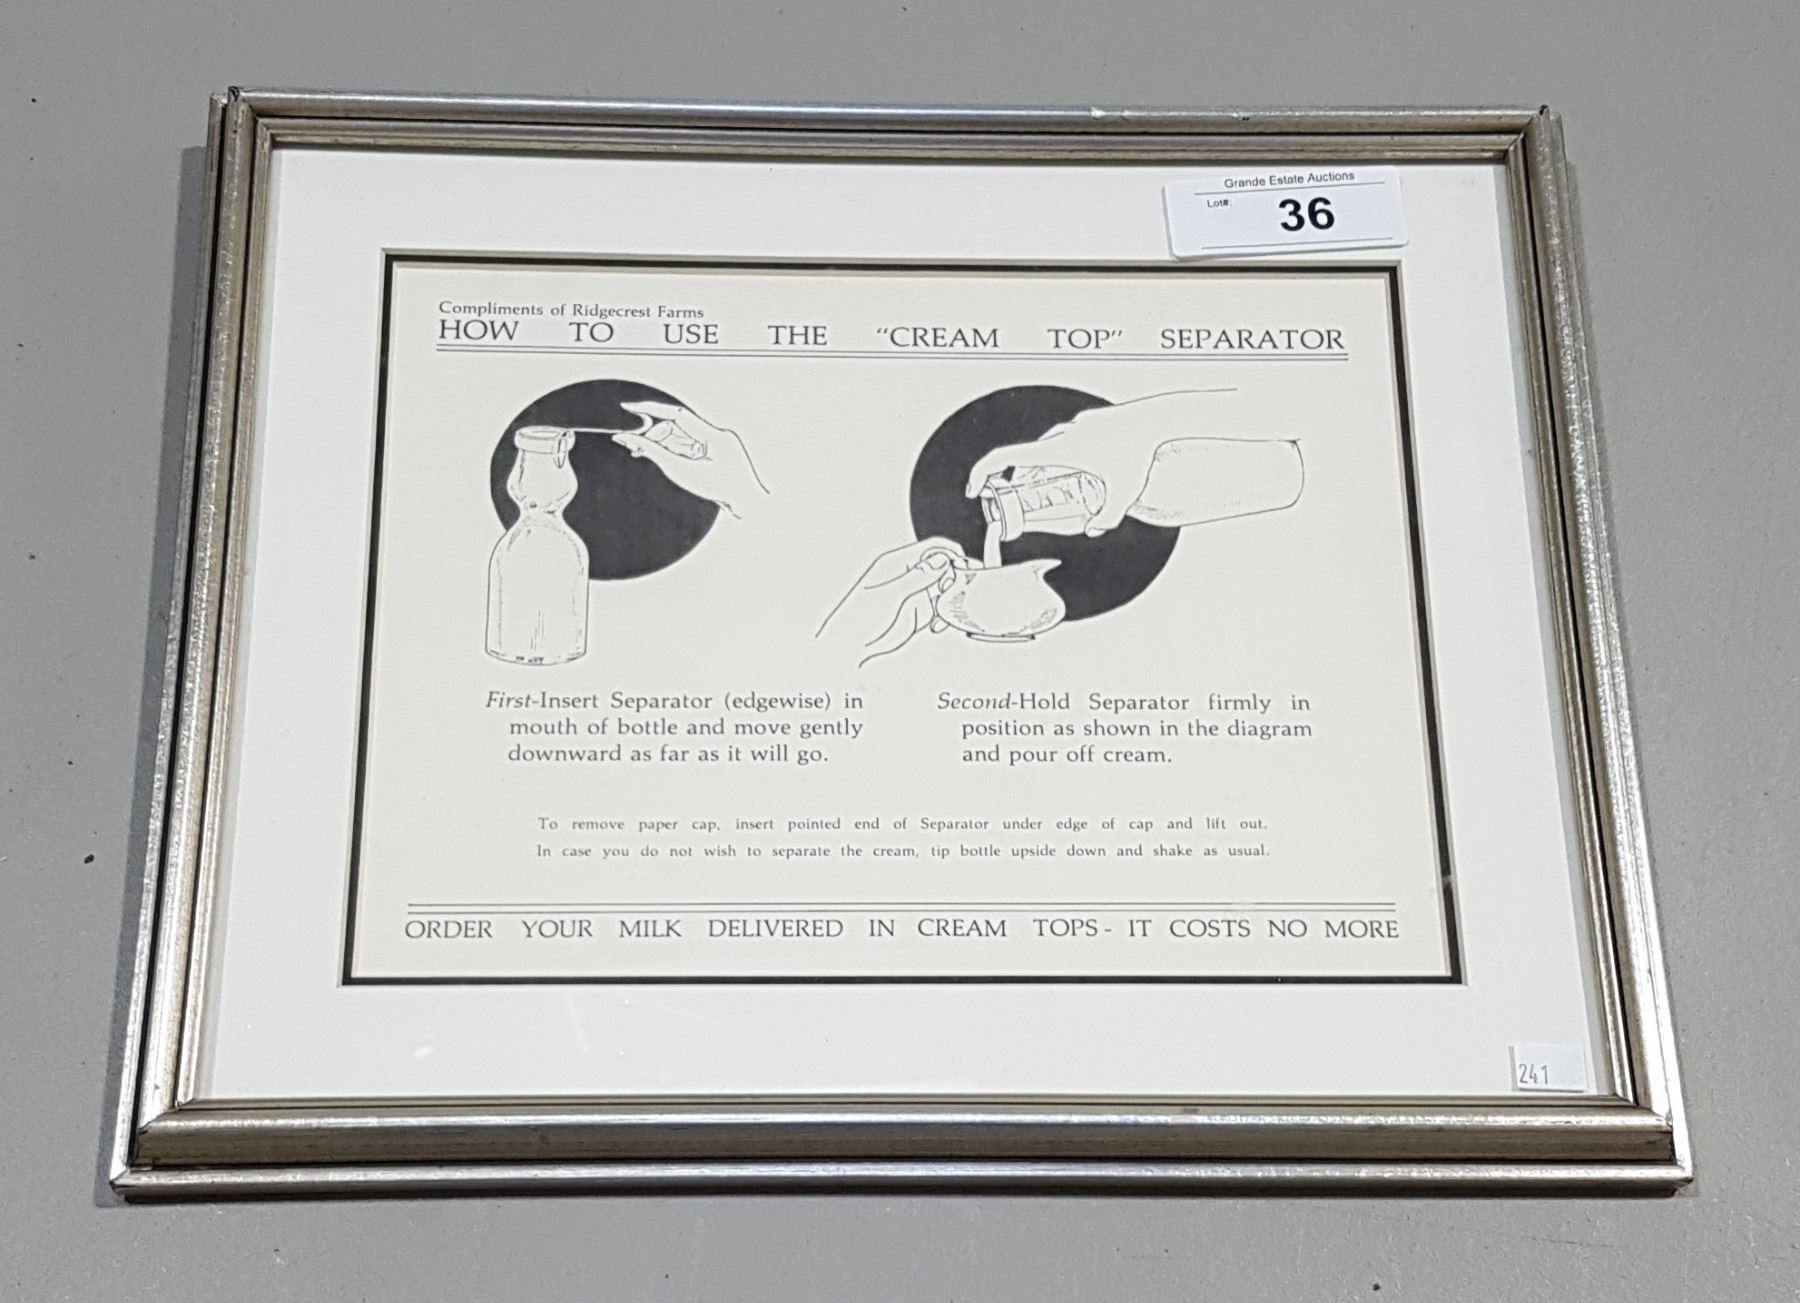 Grande Estate Auctions
Lot#: 36
Compliments of Ridgecrest Farms
HOW TO USE THE "CREAM TOP" SEPARATOR
First-Insert Separator (edgewise) in
mouth of bottle and move gently
downward as far as it will go.
Second-Hold Separator firmly in
position as shown in the diagram
and pour off cream.
To remove paper cap, insert pointed end of Separator under edge of cap and lift out.
In case you do not wish to separate the cream, tip bottle upside down and shake as usual.
ORDER YOUR MILK DELIVERED IN CREAM TOPS - IT COSTS NO MORE
241